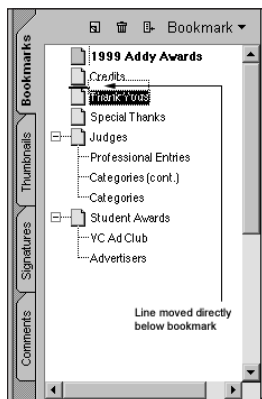 Bookmark
Bookmarks
Thumbnails
Signatures
Comments
1999 Addy Awards
Credits
Thank Yous
Special Thanks
Judges
Professional Entries
Categories (cont.)
Categories
Student Awards
VC Ad Club
Advertisers
Line moved directly
below bookmark